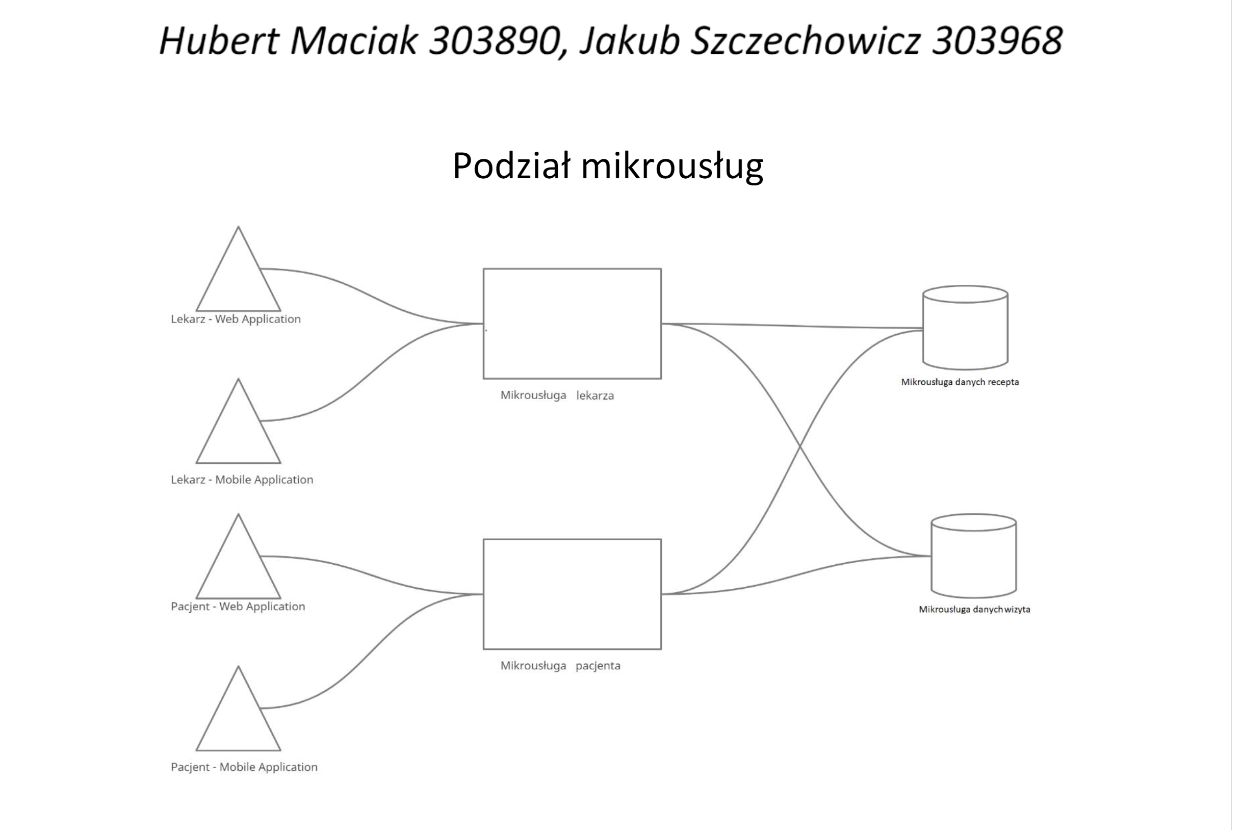 Hubert Maciak 303890, Jakub Szczechowicz 303968
Podział mikrousług
Lekarz - Web Application
Lekarz - Mobile Application
Pacjent - Web Application
Pacjent - Mobile Application
Mikrousługa lekarza
Mikrousługa pacjenta
Mikrousługa danych recepta
Mikrousługa danych wizyta